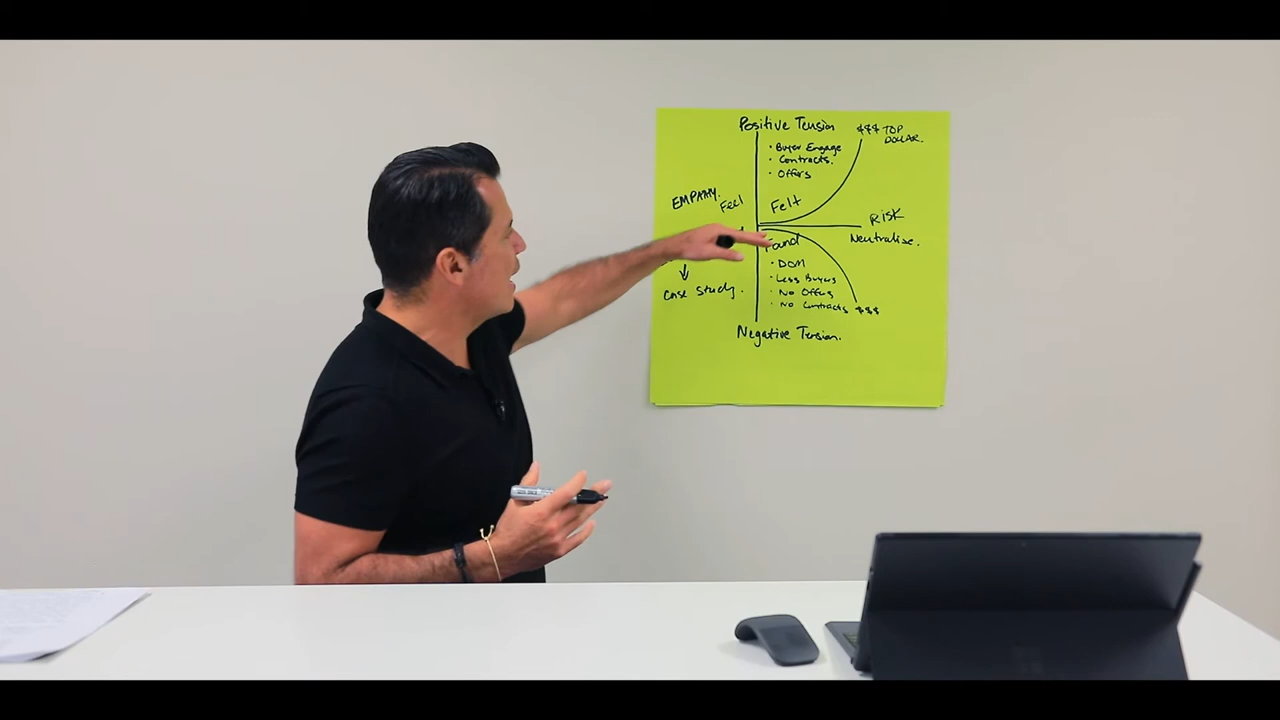 Positive Tension
$$$ TOP
DOLLAR.
• Buyer Engage
• Contracts.
• Offers
EMPATHY.
Feel
Felt
Risk
Neutralise.
Found
• DOM
• Less Buyers
• No Offers
• No Contracts $$$
Case Study.
Negative Tension.